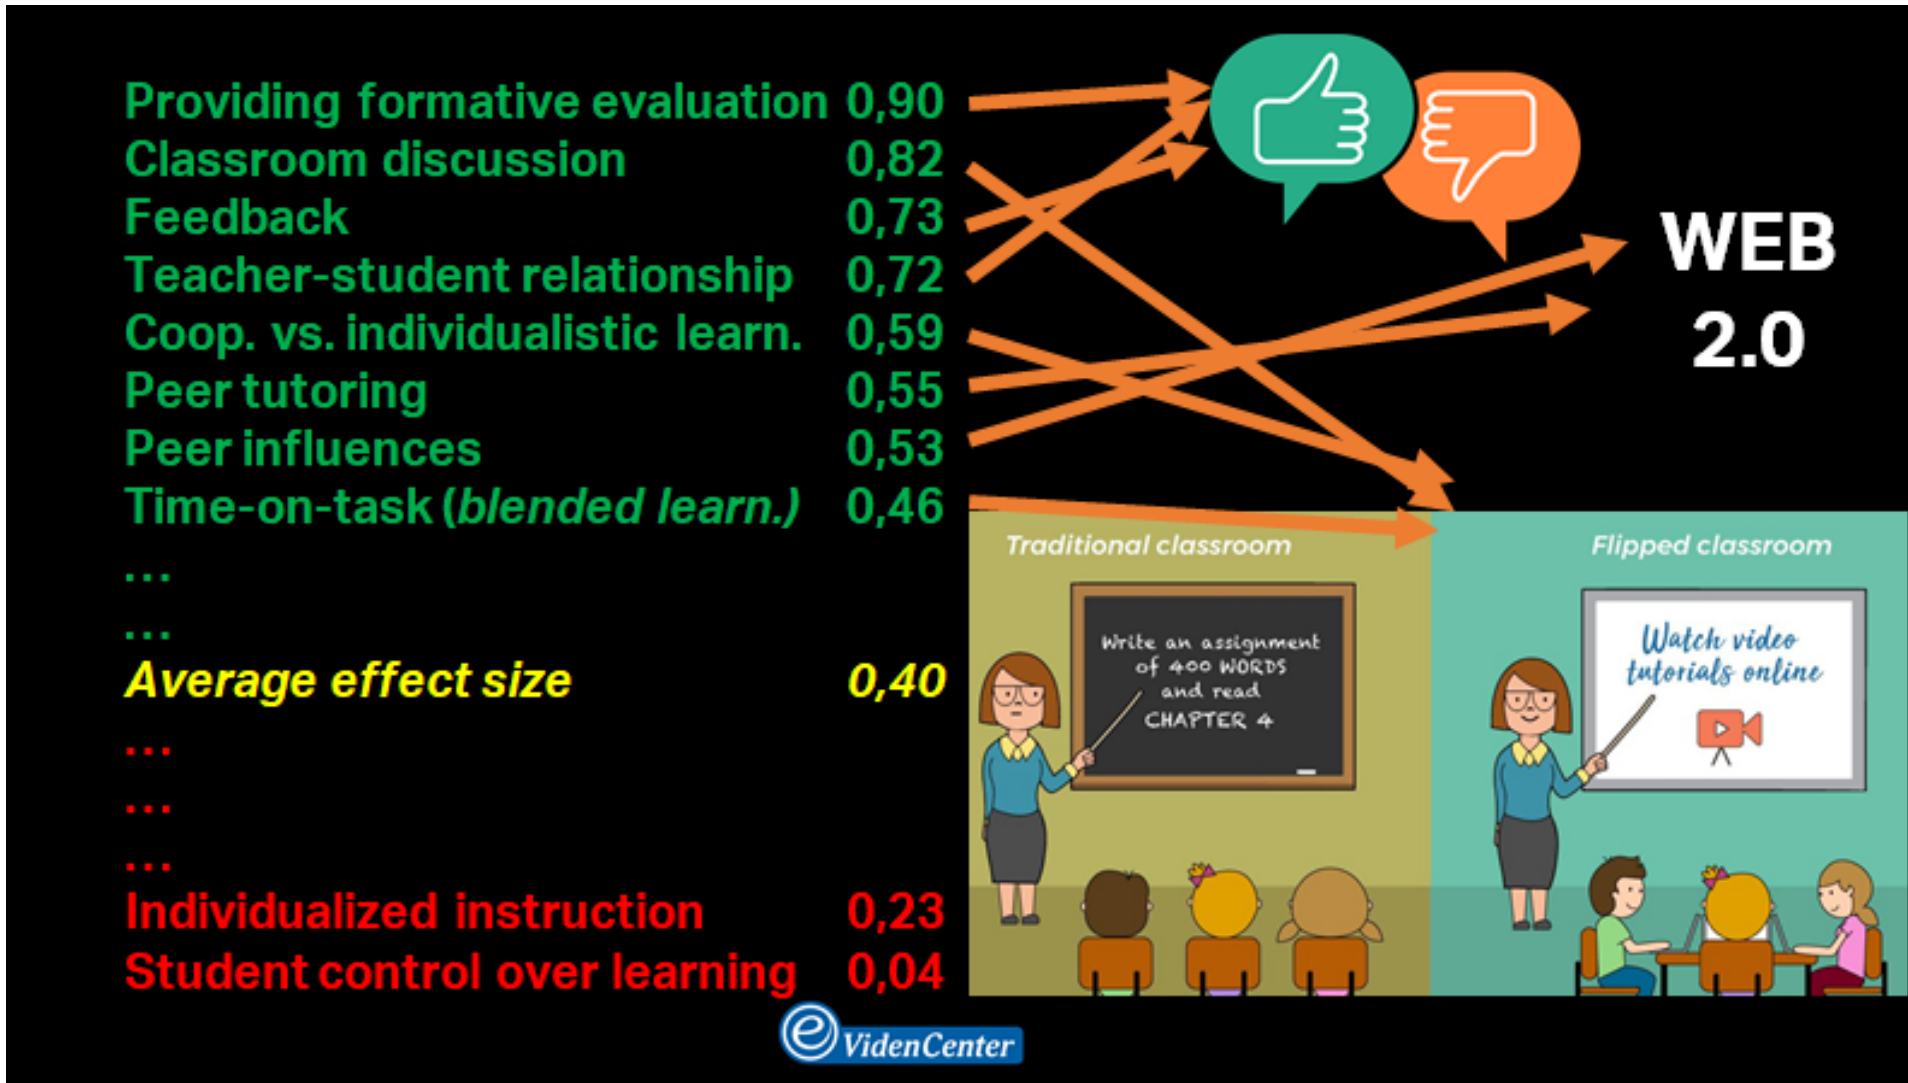 Providing formative evaluation 0,90
Classroom discussion 0,82
Feedback 0,73
Teacher-student relationship 0,72
Coop. vs. individualistic learn. 0,59
Peer tutoring 0,55
Peer influences 0,53
Time-on-task (blended learn.) 0,46
...
...
Average effect size 0,40
...
...
...
Individualized instruction 0,23
Student control over learning 0,04
WEB
2.0
Traditional classroom
Write an assignment
of 400 WORDS
and read
CHAPTER 4
Flipped classroom
Watch video
tutorials online
e VidenCenter